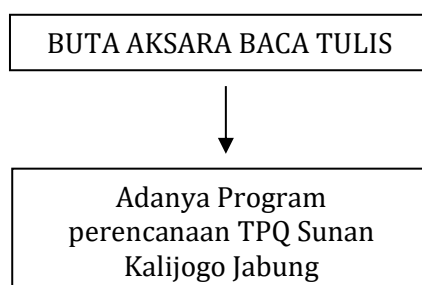 BUTA AKSARA BACA TULIS
Adanya Program
perencanaan TPQ Sunan
Kalijogo Jabung